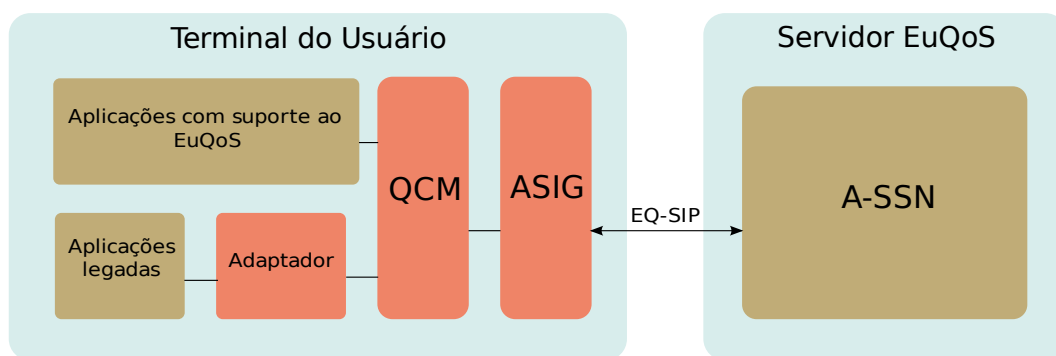 Terminal do Usuário
Servidor EuQoS
Aplicações com suporte ao
EuQoS
QCM
ASIG
EQ-SIP
A-SSN
Aplicações
legadas
Adaptador